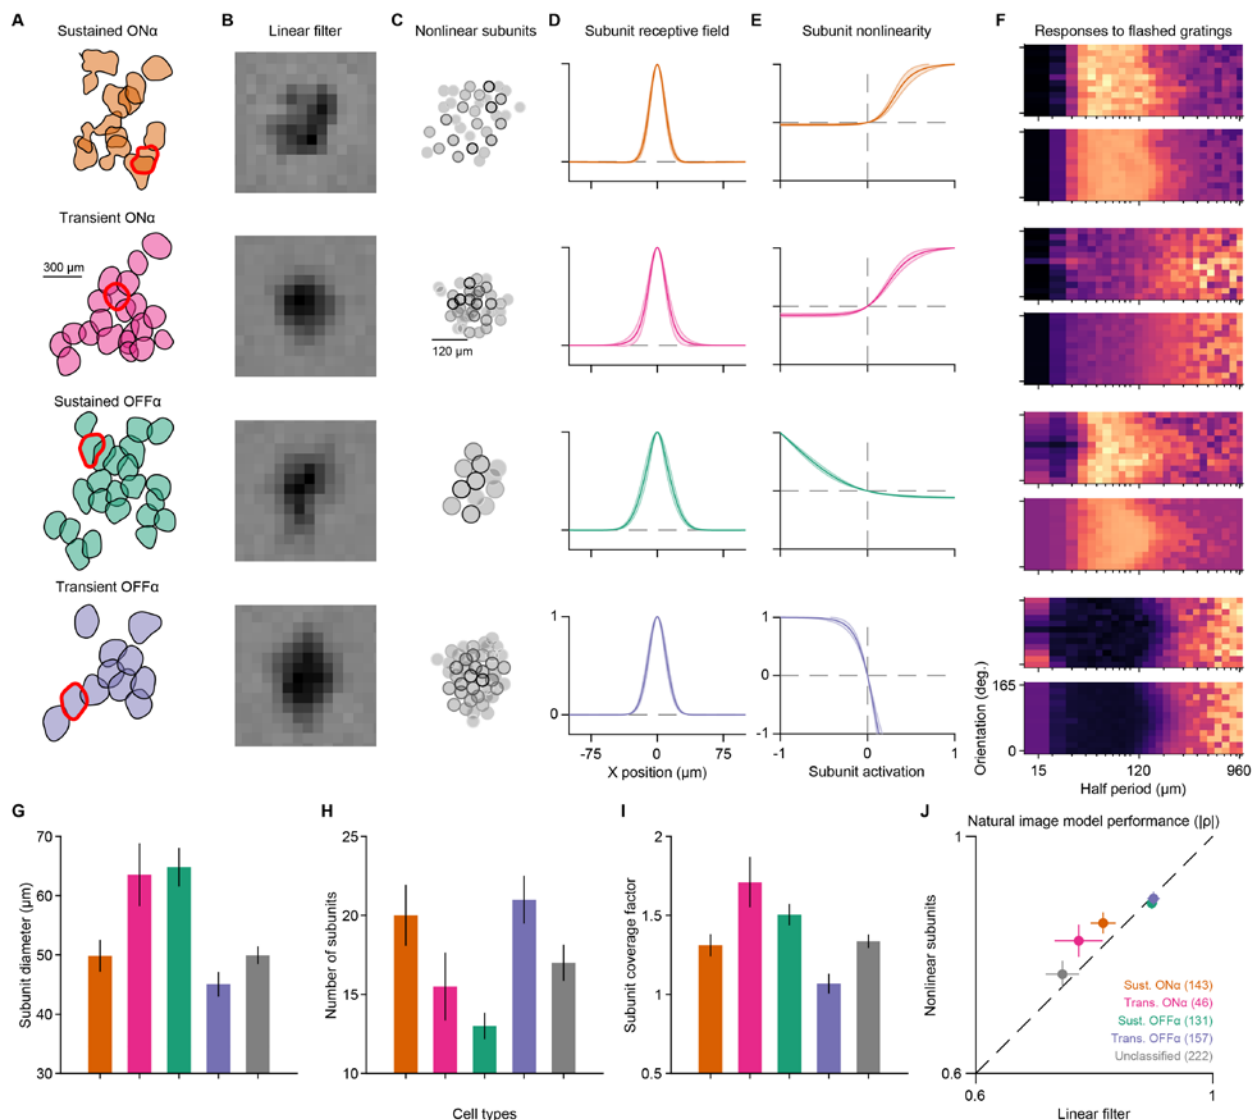 A
B
C
D
E
F
Sustained ONα
Linear filter
Nonlinear subunits
Subunit receptive field
Subunit nonlinearity
Responses to flashed gratings
Transient ONα
300 µm
120 µm
Sustained OFFα
Transient OFFα
1
0
-75
0
75
X position (µm)
1
0
-1
-1
0
1
Subunit activation
Orientation (deg.)
165
0
15
120
960
Half period (µm)
G
H
I
J
Subunit diameter (µm)
70
60
50
40
30
Number of subunits
25
20
15
10
Cell types
Subunit coverage factor
2
1.5
1
0.5
Natural image model performance (|ρ|)
Nonlinear subunits
1
0.6
Sust. ONα (143)
Trans. ONα (46)
Sust. OFFα (131)
Trans. OFFα (157)
Unclassified (222)
0.6
1
Linear filter